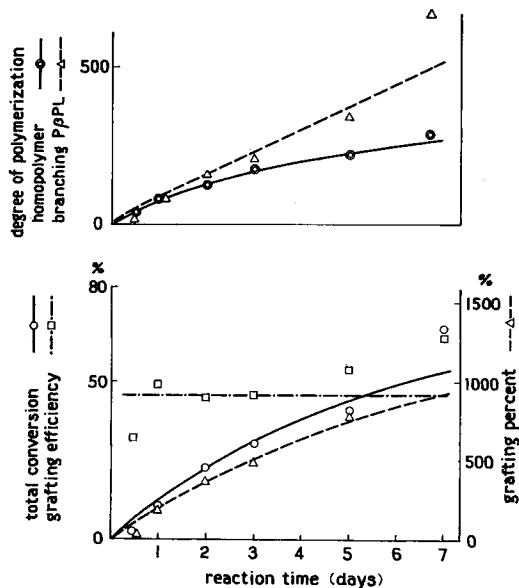 degree of polymerization
homopolymer
branching PβPL
500
0
%
80
50
0
total conversion
grafting efficiency
%
1500
1000
500
0
grafting percent
1 2 3 4 5 6 7
reaction time (days)